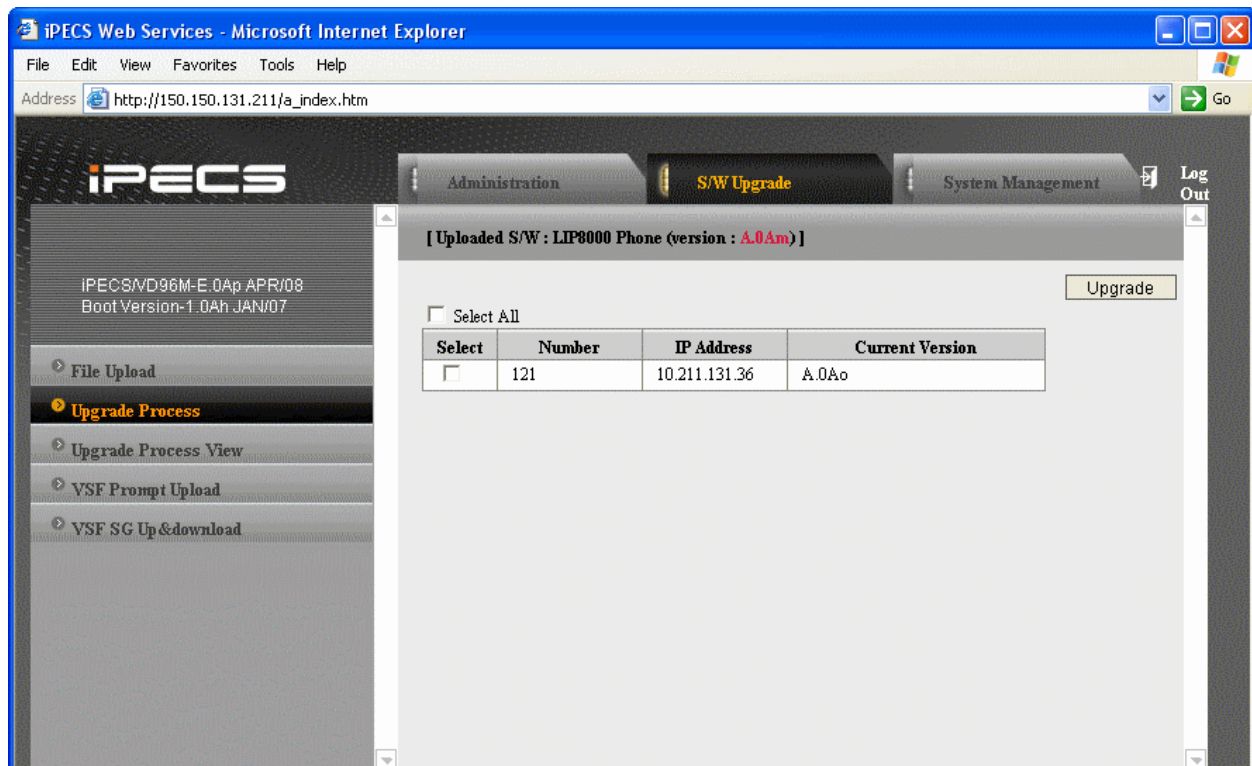 iPECS Web Services - Microsoft Internet Explorer
File Edit View Favorites Tools Help
Address http://150.150.131.211/a_index.htm Go
iPECS
Administration S/W Upgrade System Management Log Out
[ Uploaded S/W : LIP8000 Phone (version : A.0Am) ]
iPECS/VD96M-E.0Ap APR/08
Boot Version-1.0Ah JAN/07
Upgrade
Select All
Select Number IP Address Current Version
121 10.211.131.36 A.0Ao
File Upload
Upgrade Process
Upgrade Process View
VSF Prompt Upload
VSF SG Up&download